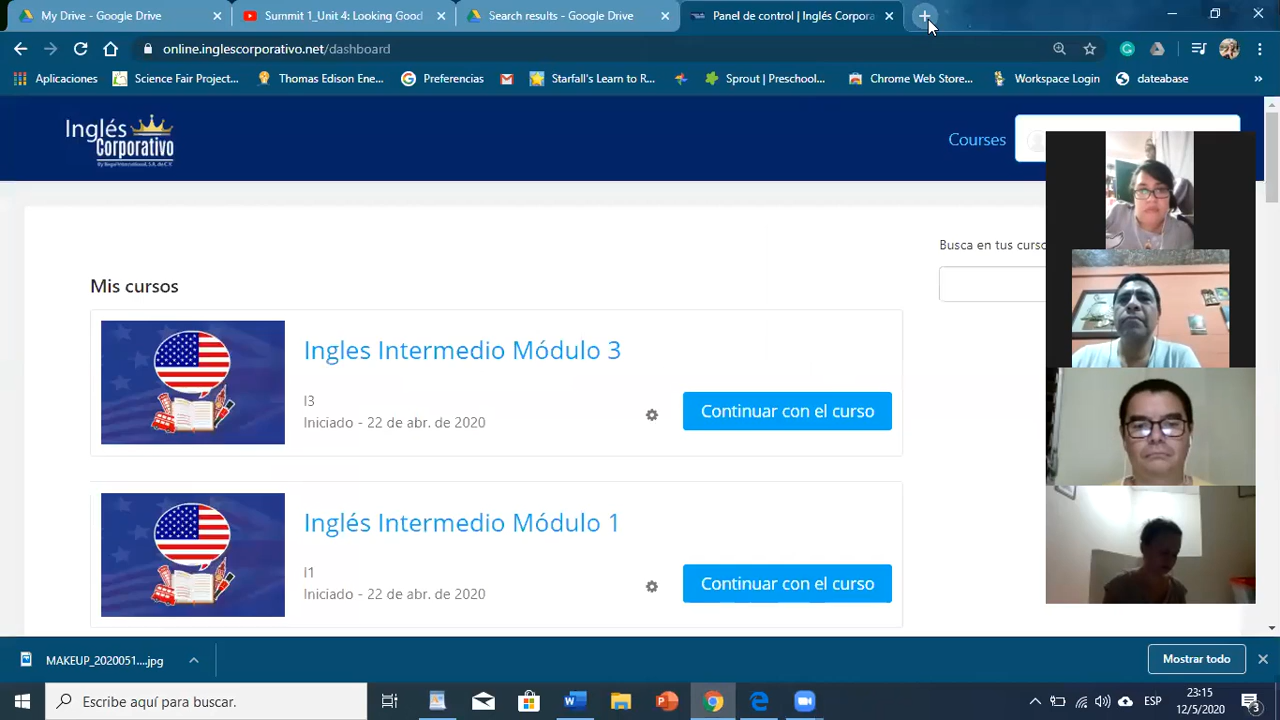 My Drive - Google Drive
Summit 1_Unit 4: Looking Good
Search results - Google Drive
Panel de control | Inglés Corpora
online.inglescorporativo.net/dashboard
Aplicaciones
Science Fair Project...
Thomas Edison Ene...
Preferencias
Starfall's Learn to R...
Sprout | Preschool...
Chrome Web Store...
Workspace Login
dateabase
»
Inglés
Corporativo
Courses
Busca en tus curso
Mis cursos
Ingles Intermedio Módulo 3
I3
Iniciado - 22 de abr. de 2020
Continuar con el curso
Inglés Intermedio Módulo 1
I1
Iniciado - 22 de abr. de 2020
Continuar con el curso
MAKEUP_2020051....jpg
Mostrar todo
Escribe aquí para buscar.
ESP
23:15
12/5/2020
3